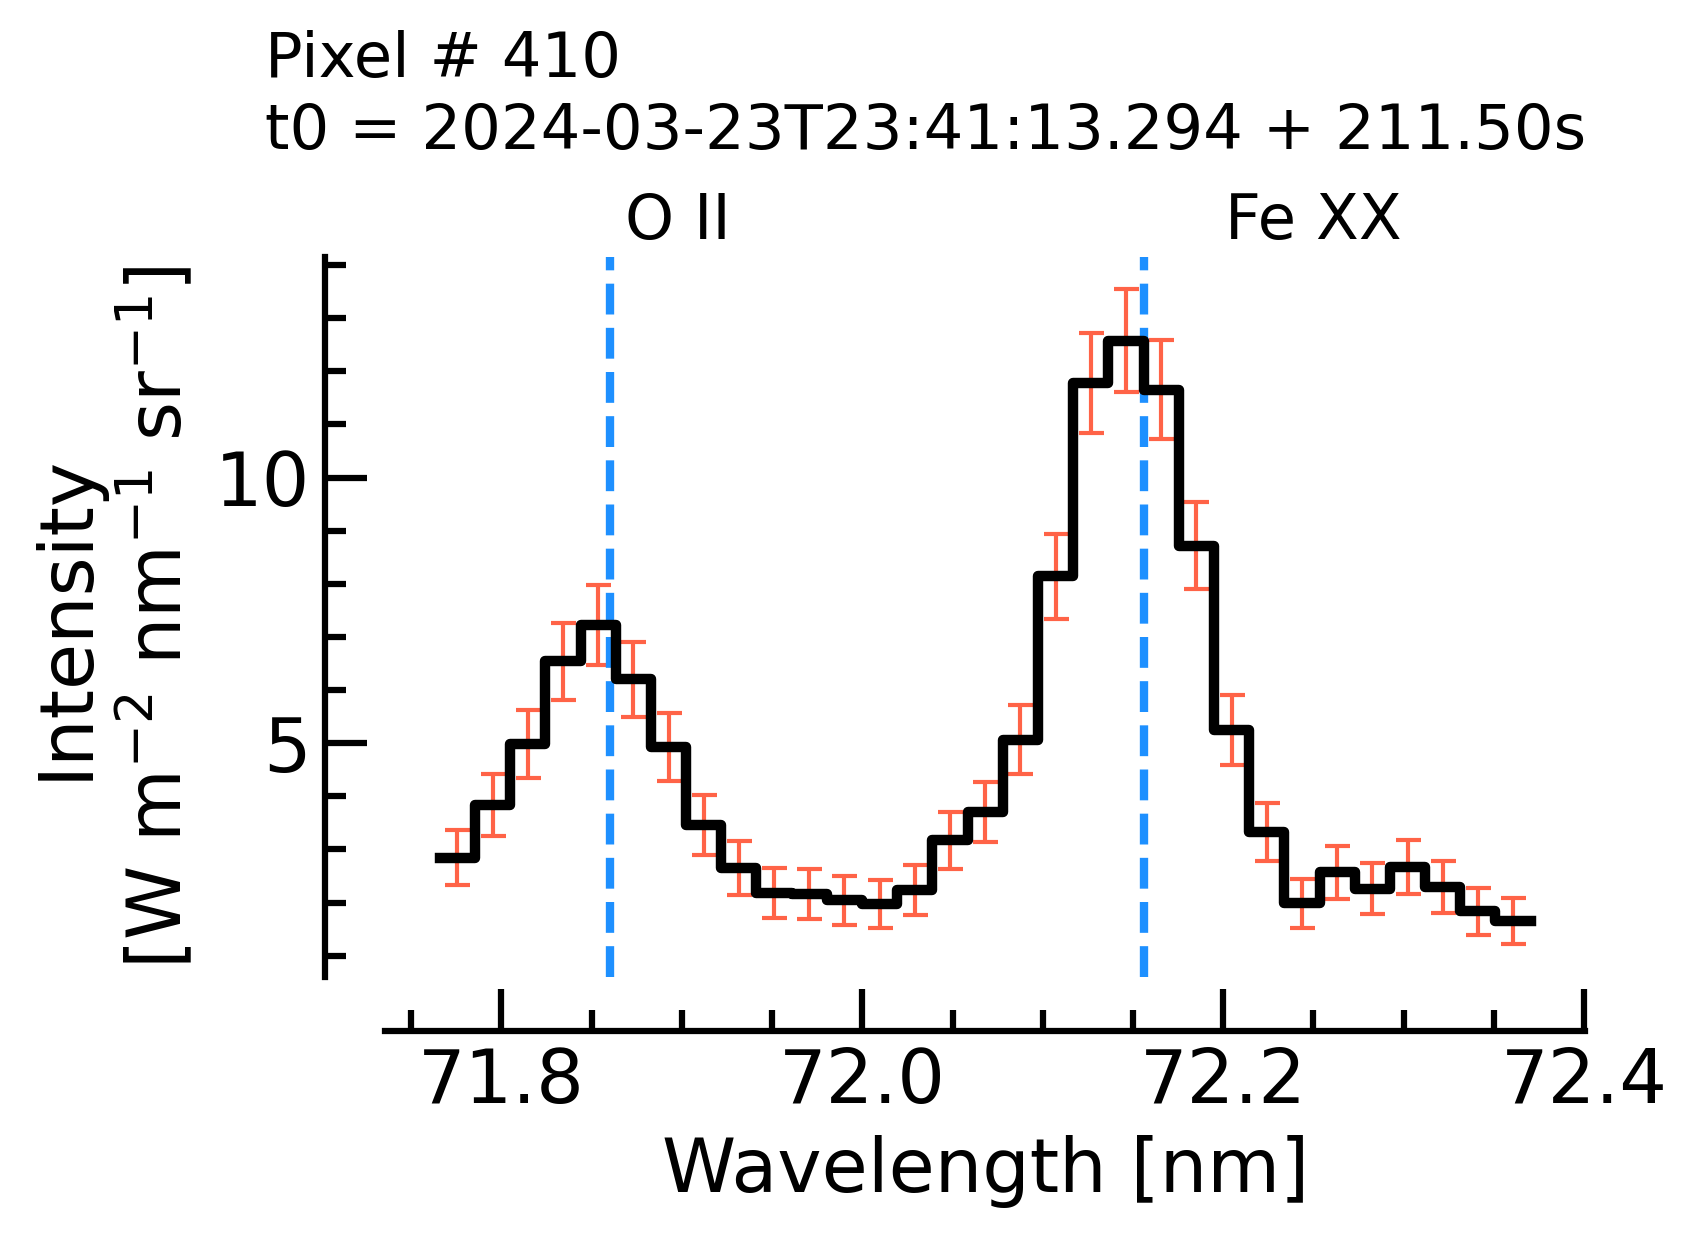 Pixel # 410
t0 = 2024-03-23T23:41:13.294 + 211.50s
O II
Fe XX
Intensity
[W m⁻² nm⁻¹ sr⁻¹]
10
5
71.8 72.0 72.2 72.4
Wavelength [nm]